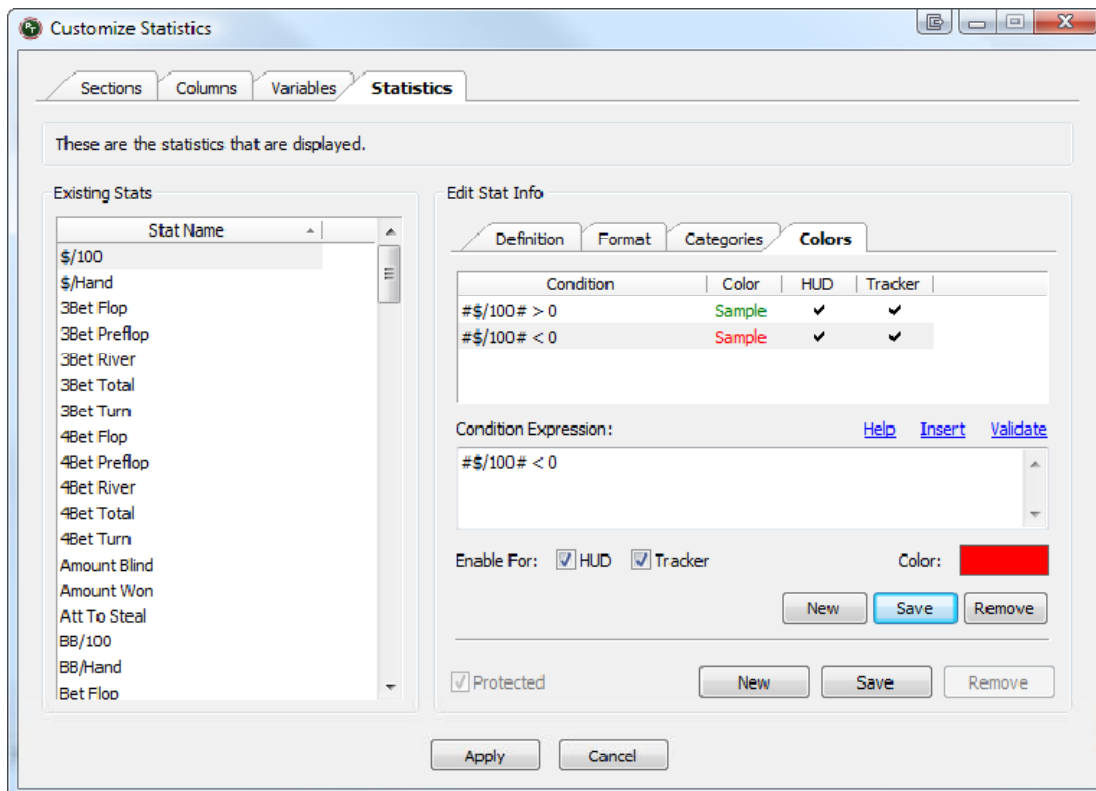 PT Customize Statistics
Sections Columns Variables Statistics
These are the statistics that are displayed.
Existing Stats
Stat Name
$/100
$/Hand
3Bet Flop
3Bet Preflop
3Bet River
3Bet Total
3Bet Turn
4Bet Flop
4Bet Preflop
4Bet River
4Bet Total
4Bet Turn
Amount Blind
Amount Won
Att To Steal
BB/100
BB/Hand
Bet Flop
Edit Stat Info
Definition Format Categories Colors
Condition Color HUD Tracker
#$/100# > 0 Sample ✔ ✔
#$/100# < 0 Sample ✔ ✔
Condition Expression: Help Insert Validate
#$/100# < 0
Enable For: HUD Tracker Color:
New Save Remove
Protected New Save Remove
Apply Cancel